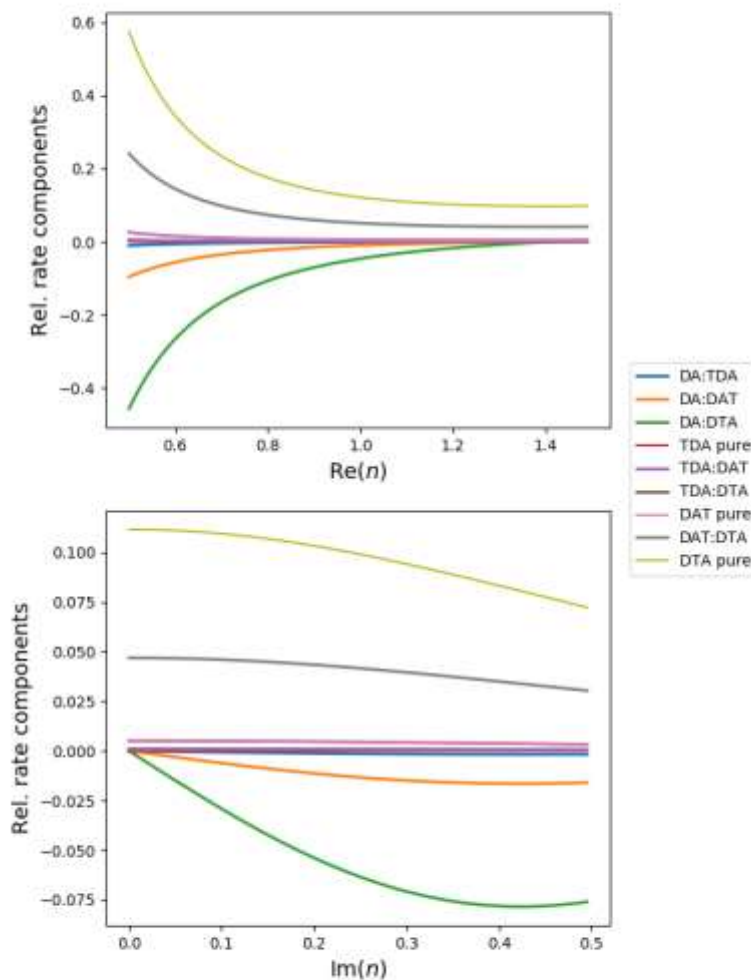 0.6
0.4
0.2
0.0
−0.2
−0.4
Rel. rate components
0.6 0.8 1.0 1.2 1.4
Re(n)
DA:TDA
DA:DAT
DA:DTA
TDA pure
TDA:DAT
TDA:DTA
DAT pure
DAT:DTA
DTA pure
0.100
0.075
0.050
0.025
0.000
−0.025
−0.050
−0.075
Rel. rate components
0.0 0.1 0.2 0.3 0.4 0.5
Im(n)